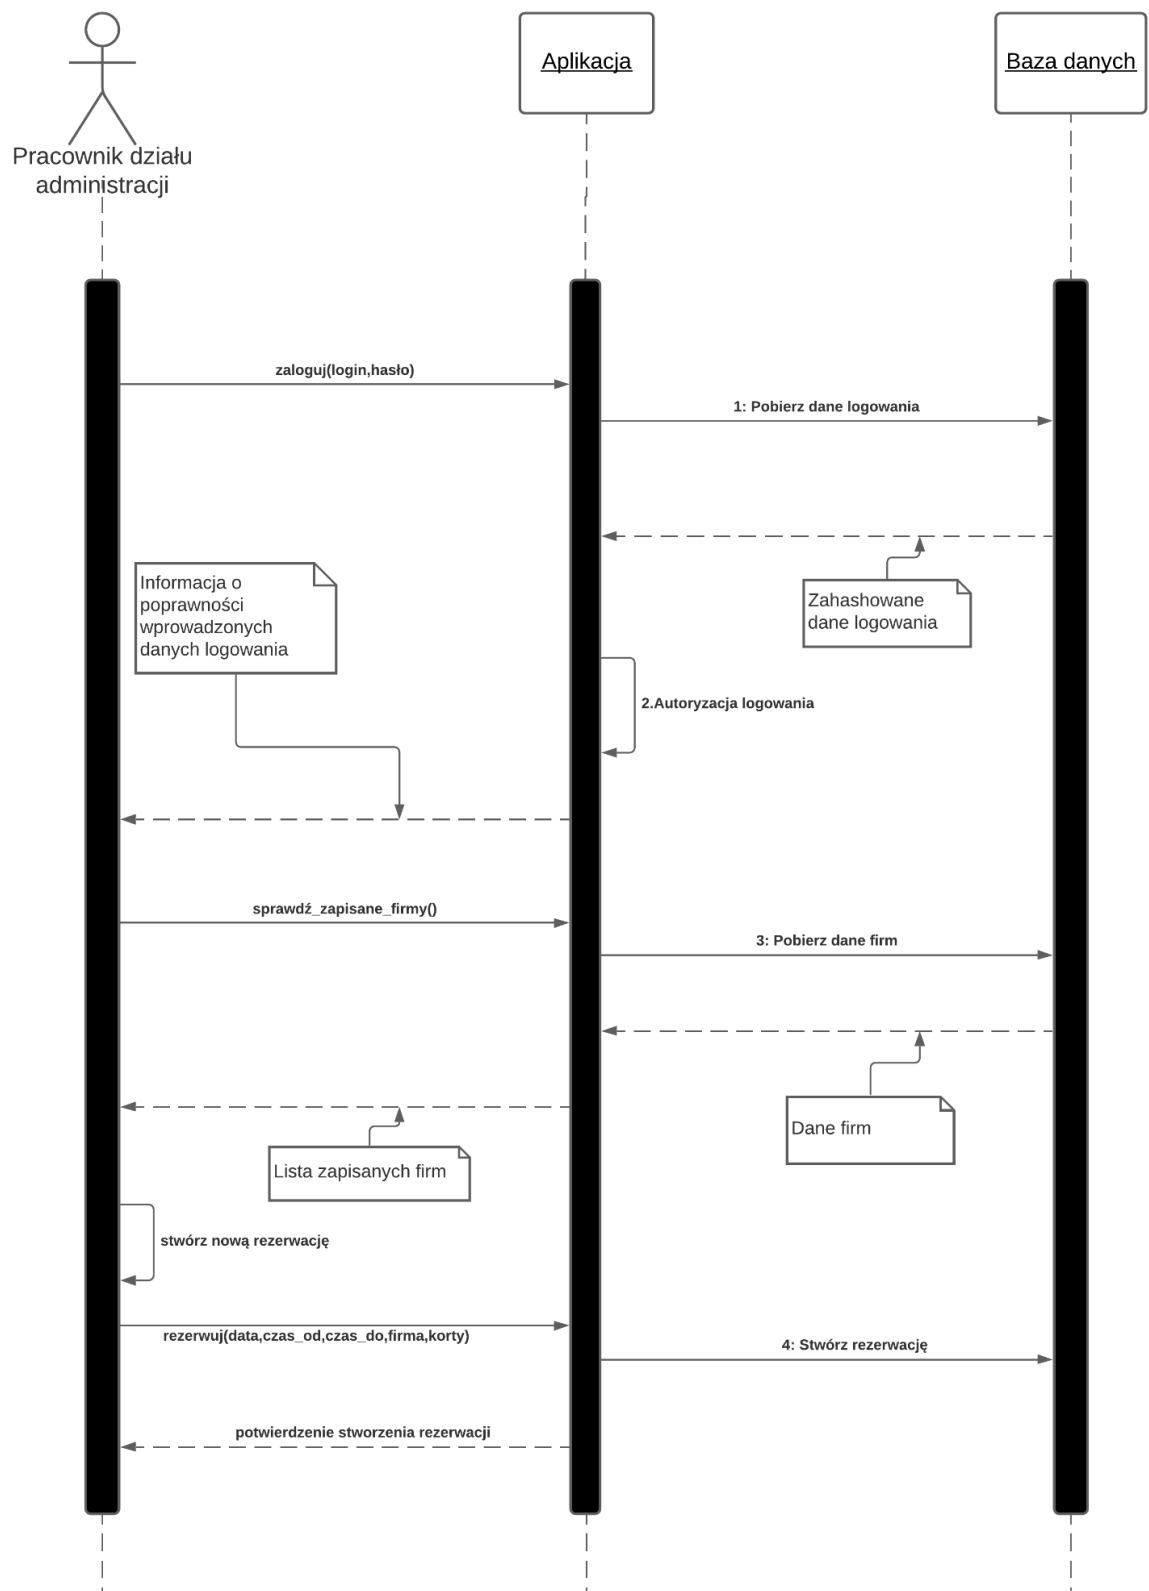 Aplikacja
Baza danych
Pracownik działu
administracji
zaloguj(login,hasło)
1: Pobierz dane logowania
Informacja o
poprawności
wprowadzonych
danych logowania
Zahashowane
dane logowania
2.Autoryzacja logowania
sprawdź_zapisane_firmy()
3: Pobierz dane firm
Dane firm
Lista zapisanych firm
stwórz nową rezerwację
rezerwuj(data,czas_od,czas_do,firma,korty)
4: Stwórz rezerwację
potwierdzenie stworzenia rezerwacji